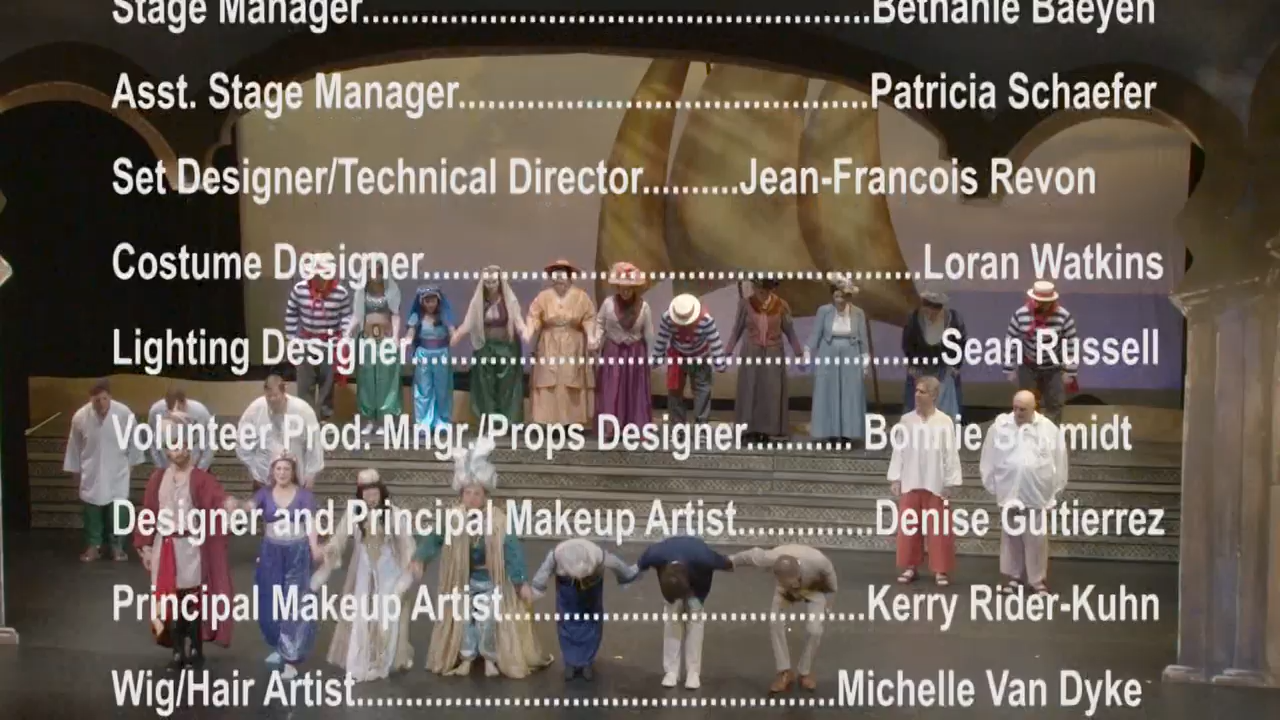 Stage Manager..................................................Bethanie Baeyen
Asst. Stage Manager........................................Patricia Schaefer
Set Designer/Technical Director..........Jean-Francois Revon
Costume Designer.................................................Loran Watkins
Lighting Designer....................................................Sean Russell
Volunteer Prod. Mngr./Props Designer........... Bonnie Schmidt
Designer and Principal Makeup Artist..............Denise Guitierrez
Principal Makeup Artist....................................Kerry Rider-Kuhn
Wig/Hair Artist................................................Michelle Van Dyke